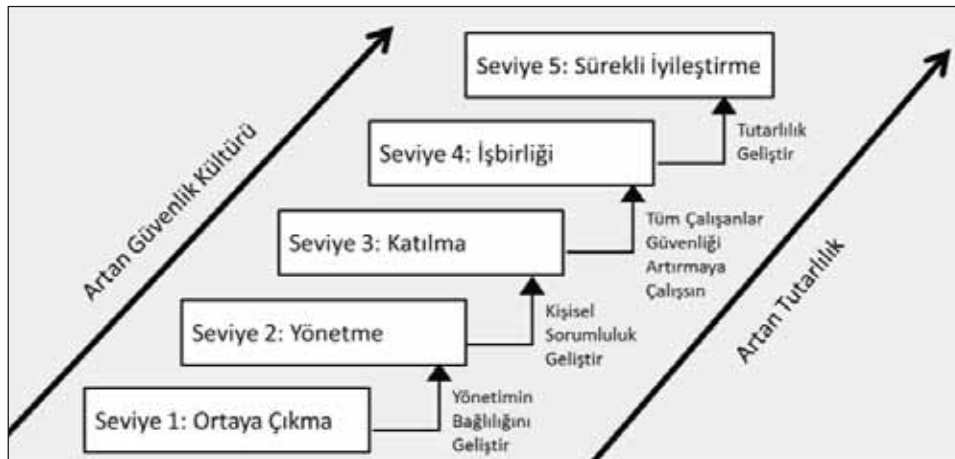 Seviye 5: Sürekli İyileştirme
Artan Güvenlik Kültürü
Tutarlılık
Geliştir
Seviye 4: İşbirliği
Tüm Çalışanlar
Güvenliği
Artırmaya
Çalışsın
Seviye 3: Katılma
Artan Tutarlılık
Kişisel
Sorumluluk
Geliştir
Seviye 2: Yönetme
Yönetimin
Bağlılığını
Geliştir
Seviye 1: Ortaya Çıkma